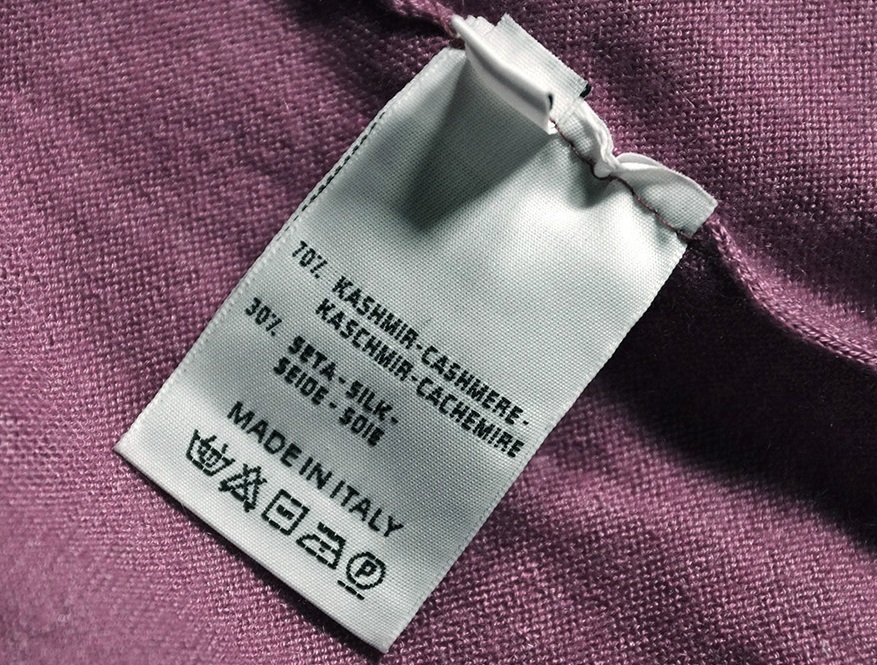 70% KASHMIR-CASHMERE-
KASCHMIR-CACHEMIRE
30% SETA-SILK-
SEIDE-SOIE
MADE IN ITALY
P